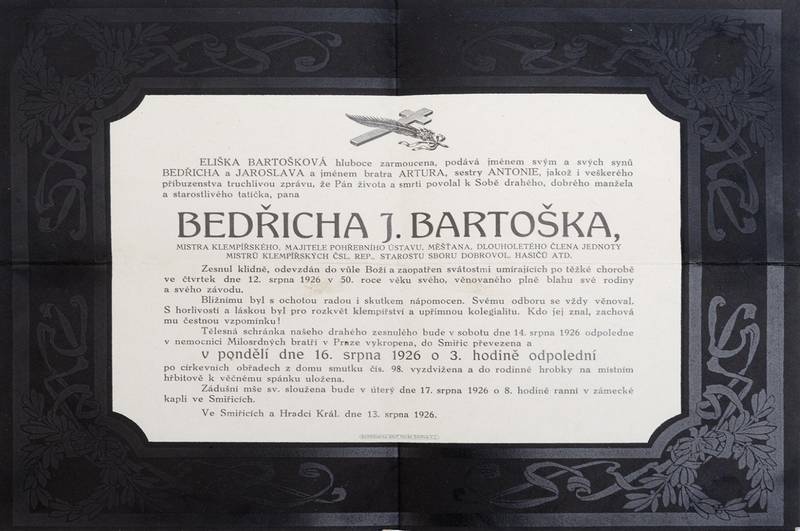 ELIŠKA BARTOŠKOVÁ hluboce zarmoucena, podává jménem svým a svých synů
BEDŘICHA a JAROSLAVA a jménem bratra ARTURA, sestry ANTONIE, jakož i veškerého
příbuzenstva truchlivou zprávu, že Pán života a smrti povolal k Sobě drahého, dobrého manžela
a starostlivého tatíčka, pana
BEDŘICHA J. BARTOŠKA,
MISTRA KLEMPÍŘSKÉHO, MAJITELE POHŘEBNÍHO ÚSTAVU, MĚŠŤANA, DLOUHOLETÉHO ČLENA JEDNOTY
MISTRŮ KLEMPÍŘSKÝCH ČSL. REP., STAROSTU SBORU DOBROVOL. HASIČŮ ATD.
Zesnul klidně, odevzdán do vůle Boží a zaopatřen svátostmi umírajících po těžké chorobě
ve čtvrtek dne 12. srpna 1926 v 50. roce věku svého, věnovaného plně blahu své rodiny
a svého závodu.
Bližnímu byl s ochotou radou i skutkem nápomocen. Svému odboru se vždy věnoval.
S horlivostí a láskou byl pro rozkvět klempířství a upřímnou kolegialitu. Kdo jej znal, zachová
mu čestnou vzpomínku!
Tělesná schránka našeho drahého zesnulého bude v sobotu dne 14. srpna 1926 odpoledne
v nemocnici Milosrdných bratří v Praze vykropena, do Smiřic převezena a
v pondělí dne 16. srpna 1926 o 3. hodině odpolední
po církevních obřadech z domu smutku čís. 98. vyzdvižena a do rodinné hrobky na místním
hřbitově k věčnému spánku uložena.
Zádušní mše sv. sloužena bude v úterý dne 17. srpna 1926 o 8. hodině ranní v zámecké
kapli ve Smiřicích.
Ve Smiřicích a Hradci Král. dne 13. srpna 1926.